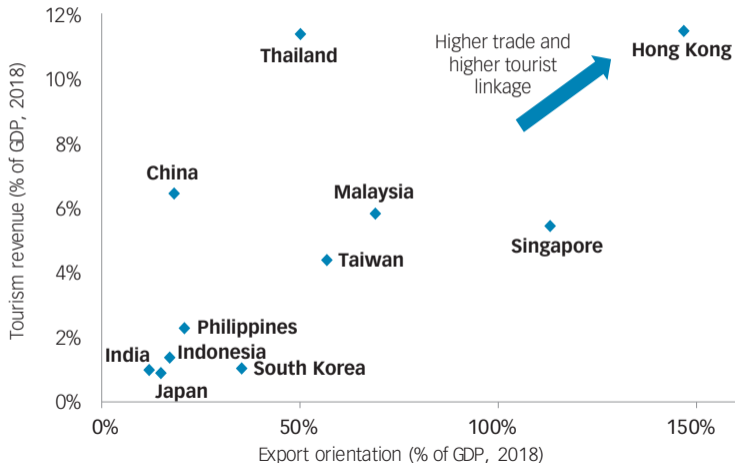 Tourism revenue (% of GDP, 2018)
12%
10%
8%
6%
4%
2%
0%
Thailand
Higher trade and
higher tourist
linkage
Hong Kong
China
Malaysia
Singapore
Taiwan
Philippines
India
Indonesia
South Korea
Japan
0%
50%
100%
150%
Export orientation (% of GDP, 2018)